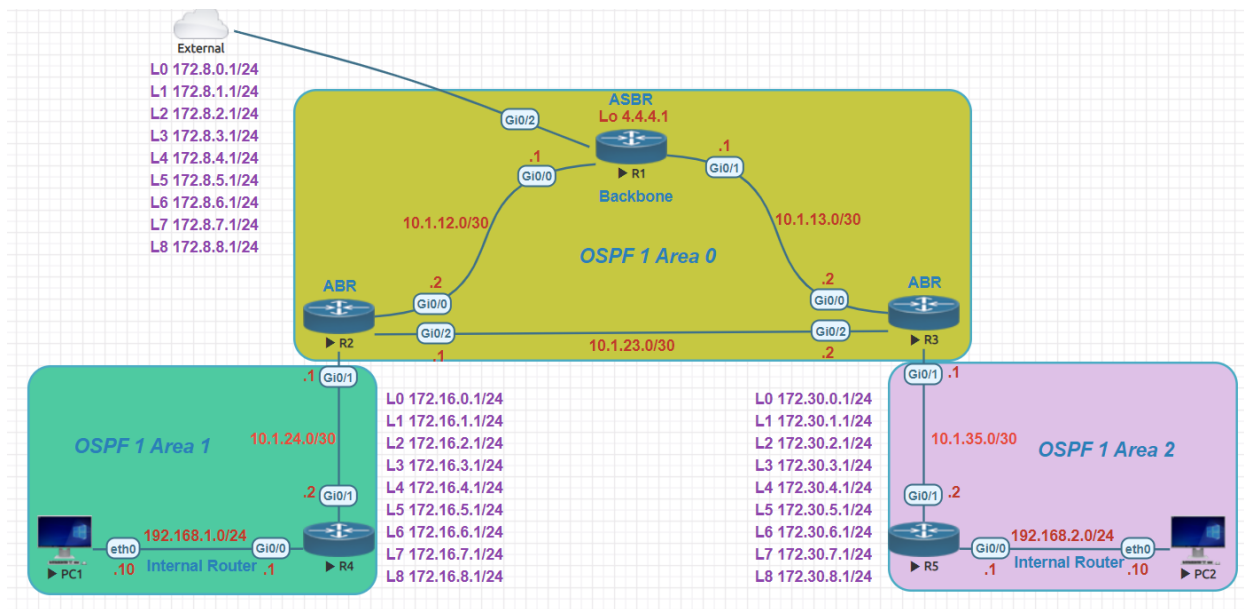 External
L0 172.8.0.1/24
L1 172.8.1.1/24
L2 172.8.2.1/24
L3 172.8.3.1/24
L4 172.8.4.1/24
L5 172.8.5.1/24
L6 172.8.6.1/24
L7 172.8.7.1/24
L8 172.8.8.1/24
ASBR
Lo 4.4.4.1
Gi0/2
.1
Gi0/0
R1
.1
Gi0/1
Backbone
10.1.12.0/30
10.1.13.0/30
OSPF 1 Area 0
ABR
.2
Gi0/0
R2
Gi0/2
.1
10.1.23.0/30
ABR
.2
Gi0/0
Gi0/2
.2
R3
.1
Gi0/1
OSPF 1 Area 1
10.1.24.0/30
.2
Gi0/1
192.168.1.0/24
eth0
.10
PC1
Internal Router
Gi0/0
.1
R4
L0 172.16.0.1/24
L1 172.16.1.1/24
L2 172.16.2.1/24
L3 172.16.3.1/24
L4 172.16.4.1/24
L5 172.16.5.1/24
L6 172.16.6.1/24
L7 172.16.7.1/24
L8 172.16.8.1/24
L0 172.30.0.1/24
L1 172.30.1.1/24
L2 172.30.2.1/24
L3 172.30.3.1/24
L4 172.30.4.1/24
L5 172.30.5.1/24
L6 172.30.6.1/24
L7 172.30.7.1/24
L8 172.30.8.1/24
Gi0/1
.1
10.1.35.0/30
OSPF 1 Area 2
Gi0/1
.2
R5
Gi0/0
.1
192.168.2.0/24
Internal Router
eth0
.10
PC2